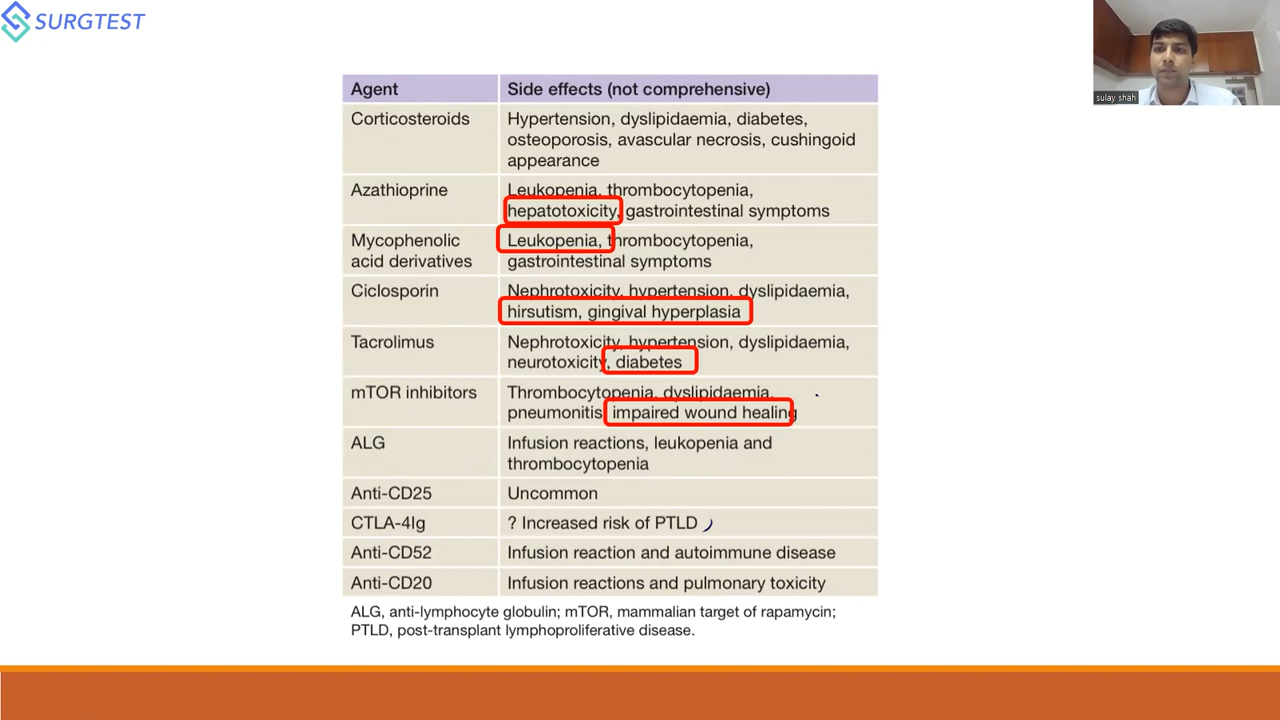 SURGTEST
sulay shah
Agent Side effects (not comprehensive)
Corticosteroids Hypertension, dyslipidaemia, diabetes,
osteoporosis, avascular necrosis, cushingoid
appearance
Azathioprine Leukopenia, thrombocytopenia,
hepatotoxicity, gastrointestinal symptoms
Mycophenolic Leukopenia, thrombocytopenia,
acid derivatives gastrointestinal symptoms
Ciclosporin Nephrotoxicity, hypertension, dyslipidaemia,
hirsutism, gingival hyperplasia
Tacrolimus Nephrotoxicity, hypertension, dyslipidaemia,
neurotoxicity, diabetes
mTOR inhibitors Thrombocytopenia, dyslipidaemia,
pneumonitis, impaired wound healing
ALG Infusion reactions, leukopenia and
thrombocytopenia
Anti-CD25 Uncommon
CTLA-4Ig ? Increased risk of PTLD
Anti-CD52 Infusion reaction and autoimmune disease
Anti-CD20 Infusion reactions and pulmonary toxicity
ALG, anti-lymphocyte globulin; mTOR, mammalian target of rapamycin;
PTLD, post-transplant lymphoproliferative disease.